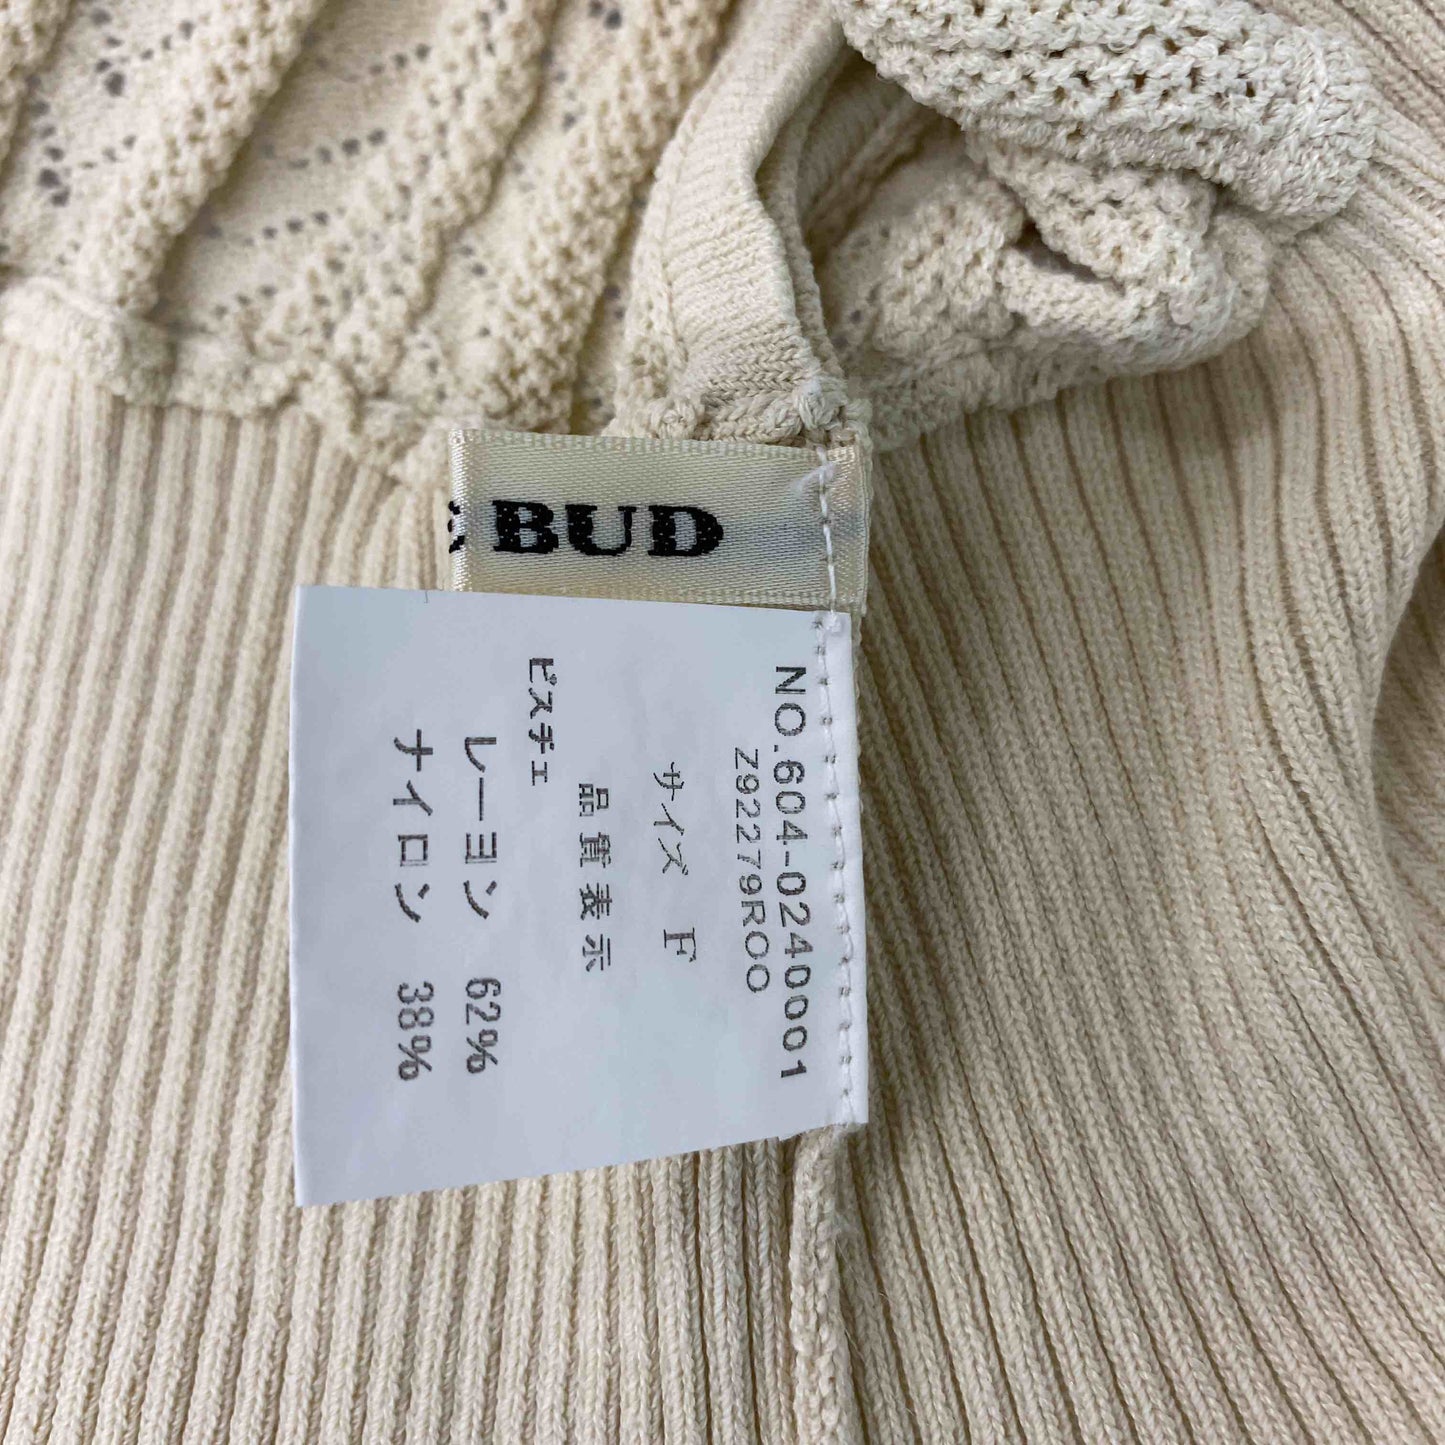 BUD
NO.604-0240001
Z92279R00
サイズ F
品質表示
ビスチェ
レーヨン 62%
ナイロン 38%